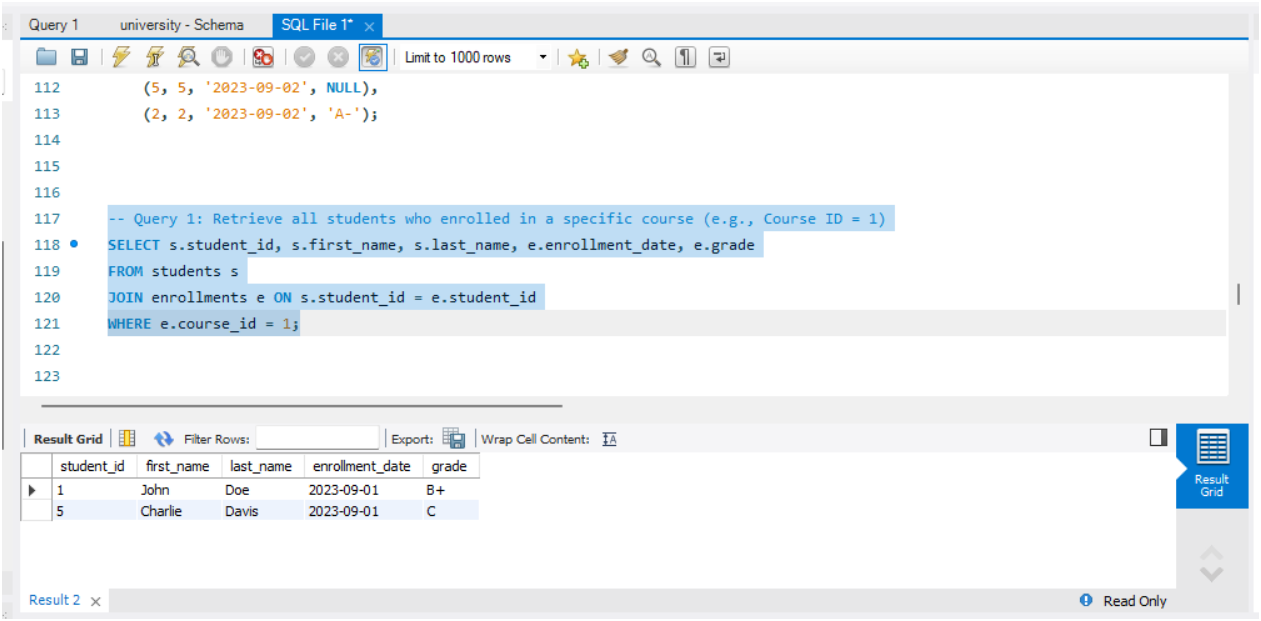 Query 1 university - Schema SQL File 1* ×
Limit to 1000 rows
112 (5, 5, '2023-09-02', NULL),
113 (2, 2, '2023-09-02', 'A-');
114
115
116
117 -- Query 1: Retrieve all students who enrolled in a specific course (e.g., Course ID = 1)
118 SELECT s.student_id, s.first_name, s.last_name, e.enrollment_date, e.grade
119 FROM students s
120 JOIN enrollments e ON s.student_id = e.student_id
121 WHERE e.course_id = 1;
122
123
Result Grid Filter Rows: Export: Wrap Cell Content: IA
student_id first_name last_name enrollment_date grade
1 John Doe 2023-09-01 B+
5 Charlie Davis 2023-09-01 C
Result
Grid
Result 2 × Read Only